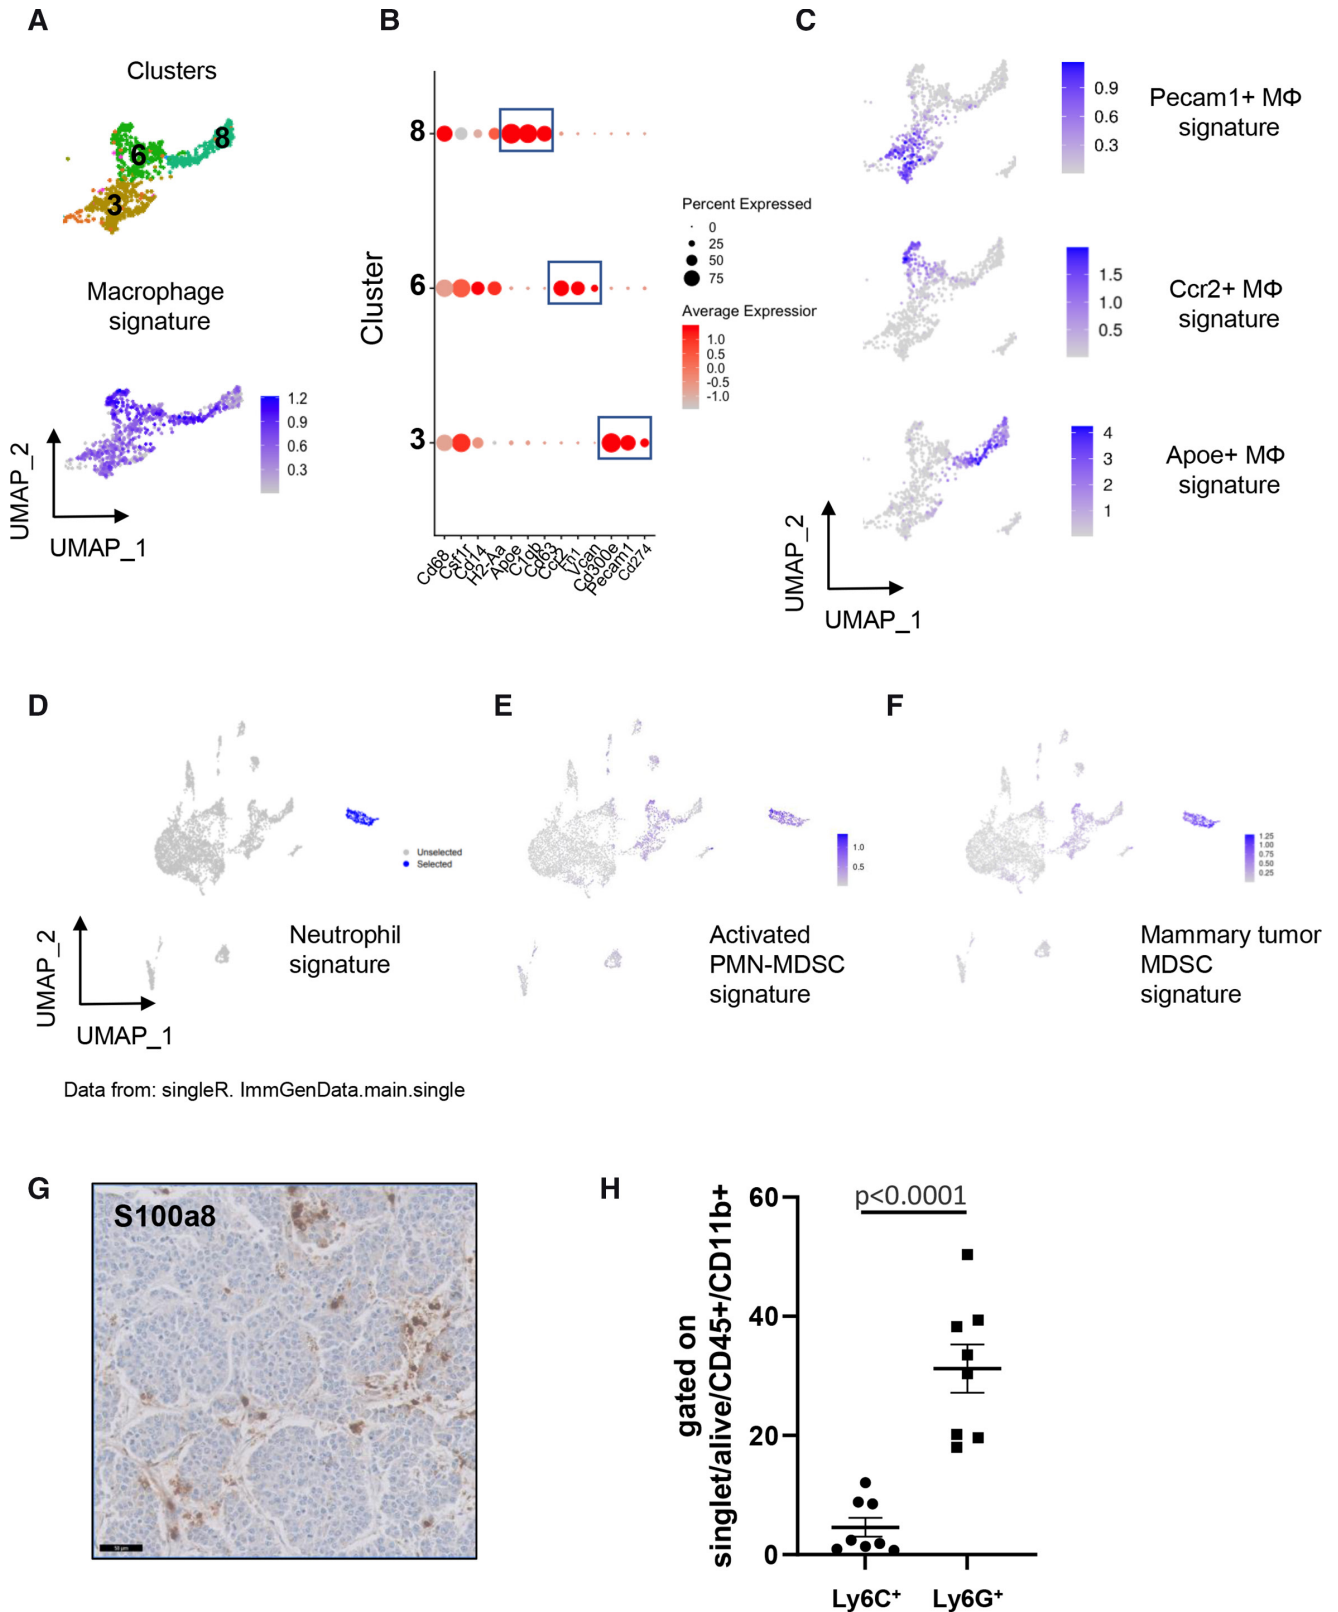 A
Clusters
6
8
3
Macrophage
signature
1.2
0.9
0.6
0.3
UMAP_2
UMAP_1
B
Cluster
8
6
3
Cd68
Csf1r
Cd14
H2-Aa
Apoe
C1qb
Cd63
Ccr2
Fn1
Vcan
Cd300e
Pecam1
Cd274
Percent Expressed
0
25
50
75
Average Expressior
1.0
0.5
0.0
-0.5
-1.0
C
0.9
0.6
0.3
Pecam1+ MΦ
signature
1.5
1.0
0.5
Ccr2+ MΦ
signature
4
3
2
1
Apoe+ MΦ
signature
UMAP_2
UMAP_1
D
Unselected
Selected
Neutrophil
signature
UMAP_2
UMAP_1
Data from: singleR. ImmGenData.main.single
E
1.0
0.5
Activated
PMN-MDSC
signature
F
1.25
1.00
0.75
0.50
0.25
Mammary tumor
MDSC
signature
G
S100a8
50 µm
H
gated on
singlet/alive/CD45+/CD11b+
60
40
20
0
p<0.0001
Ly6C+
Ly6G+